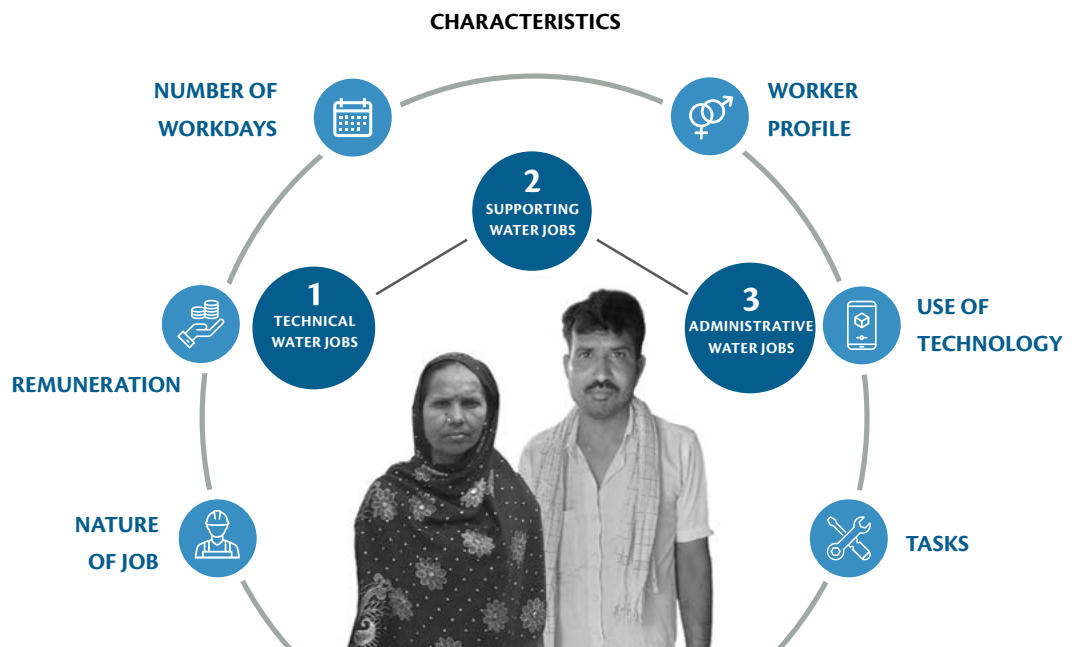 CHARACTERISTICS
NUMBER OF
WORKDAYS
WORKER
PROFILE
2
SUPPORTING
WATER JOBS
1
TECHNICAL
WATER JOBS
3
ADMINISTRATIVE
WATER JOBS
USE OF
TECHNOLOGY
REMUNERATION
NATURE
OF JOB
TASKS